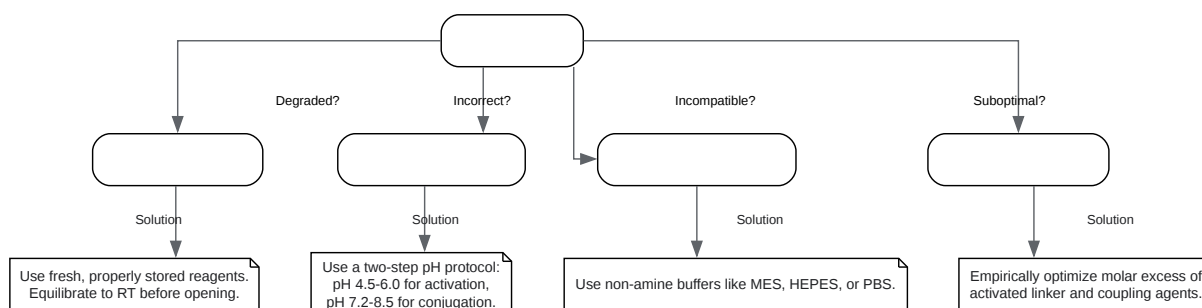 Degraded?
Incorrect?
Incompatible?
Suboptimal?
Solution
Solution
Solution
Solution
Use fresh, properly stored reagents.
Equilibrate to RT before opening.
Use a two-step pH protocol:
pH 4.5-6.0 for activation,
pH 7.2-8.5 for conjugation.
Use non-amine buffers like MES, HEPES, or PBS.
Empirically optimize molar excess of
activated linker and coupling agents.